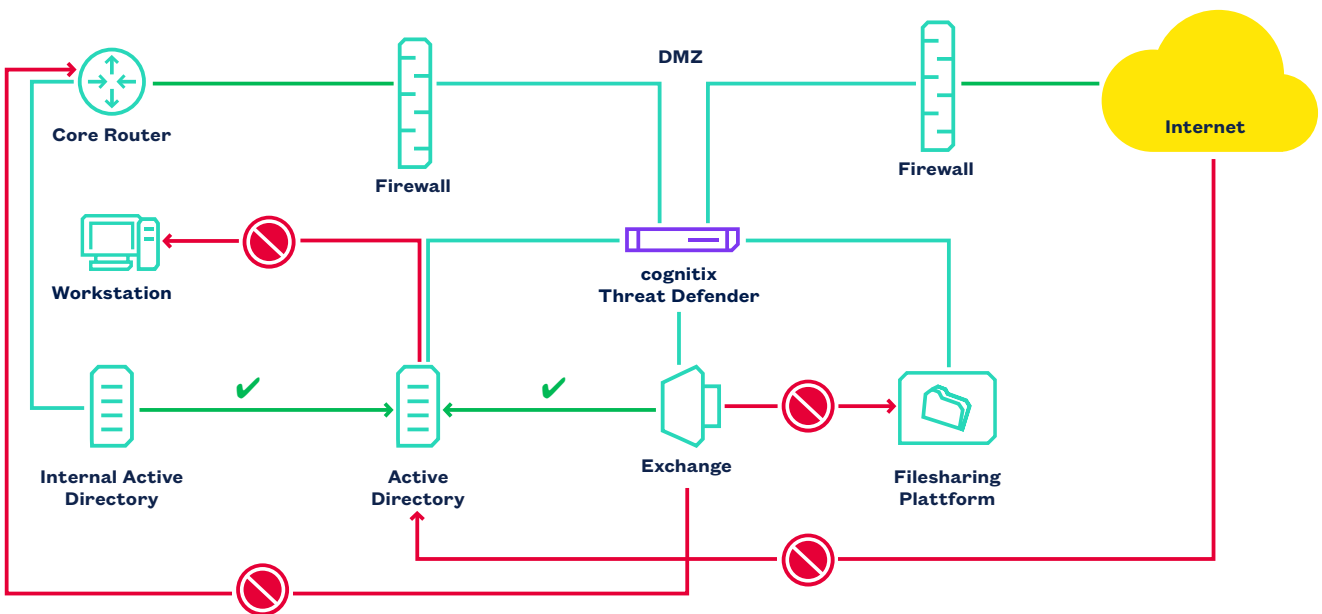 DMZ
Core Router
Firewall
Firewall
Internet
Workstation
cognitix
Threat Defender
Internal Active
Directory
Active
Directory
Exchange
Filesharing
Plattform